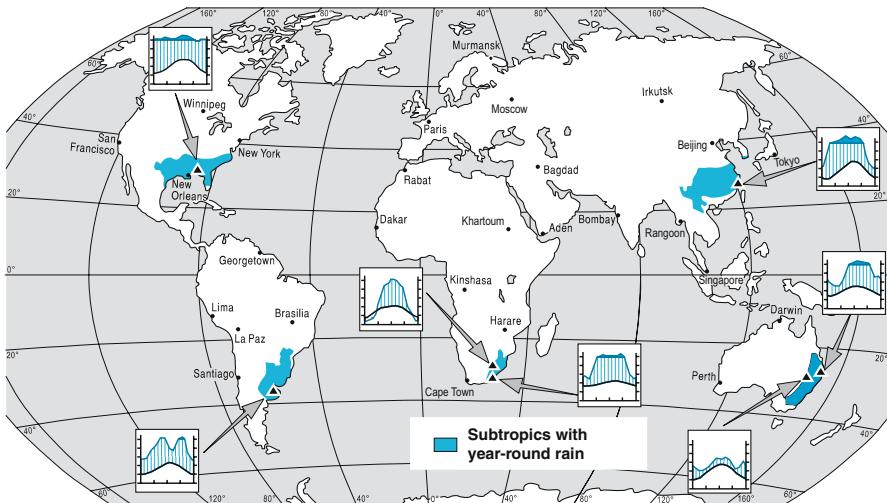 160°
120°
80°
40°
0°
40°
80°
120°
160°
60°
60°
Murmansk
Winnipeg
Moscow
Irkutsk
40°
40°
San
Francisco
New York
Paris
Beijing
Tokyo
New
Orleans
Rabat
Bagdad
20°
20°
Dakar
Khartoum
Aden
Bombay
Rangoon
Georgetown
0°
0°
Kinshasa
Singapore
Lima
Brasilia
Harare
Darwin
La Paz
20°
20°
Santiago
Cape Town
Perth
40°
40°
Subtropics with
year-round rain
60°
60°
120°
80°
40°
0°
40°
80°
120°